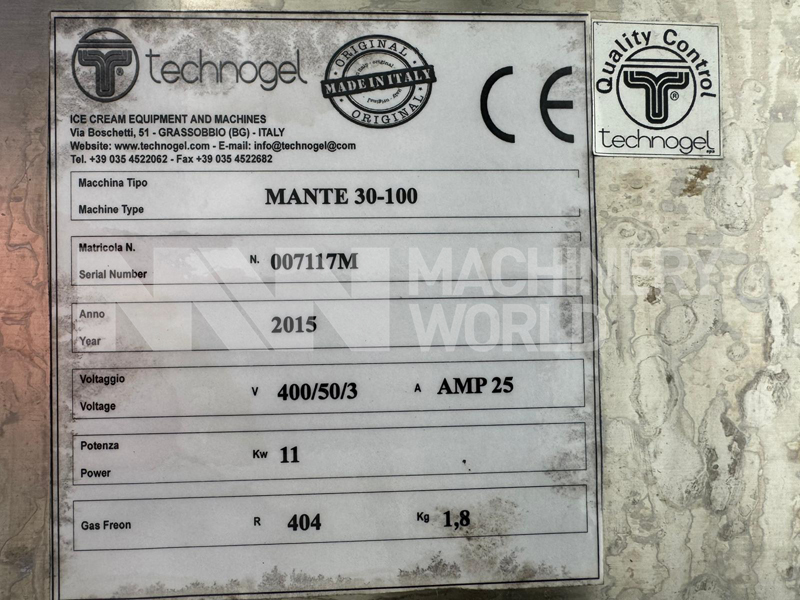 technogel
ORIGINAL
MADE IN ITALY
ORIGINAL
CE
Quality Control
technogel
ICE CREAM EQUIPMENT AND MACHINES
Via Boschetti, 51 - GRASSOBBIO (BG) - ITALY
Website: www.technogel.com - E-mail: info@technogel.com
Tel. +39 035 4522062 - Fax +39 035 4522682
Macchina Tipo
Machine Type MANTE 30-100
Matricola N.
Serial Number N. 007117M
Anno
Year 2015
Voltaggio
Voltage V 400/50/3 A AMP 25
Potenza
Power Kw 11
Gas Freon R 404 Kg 1,8
MACHINERY
WORLD